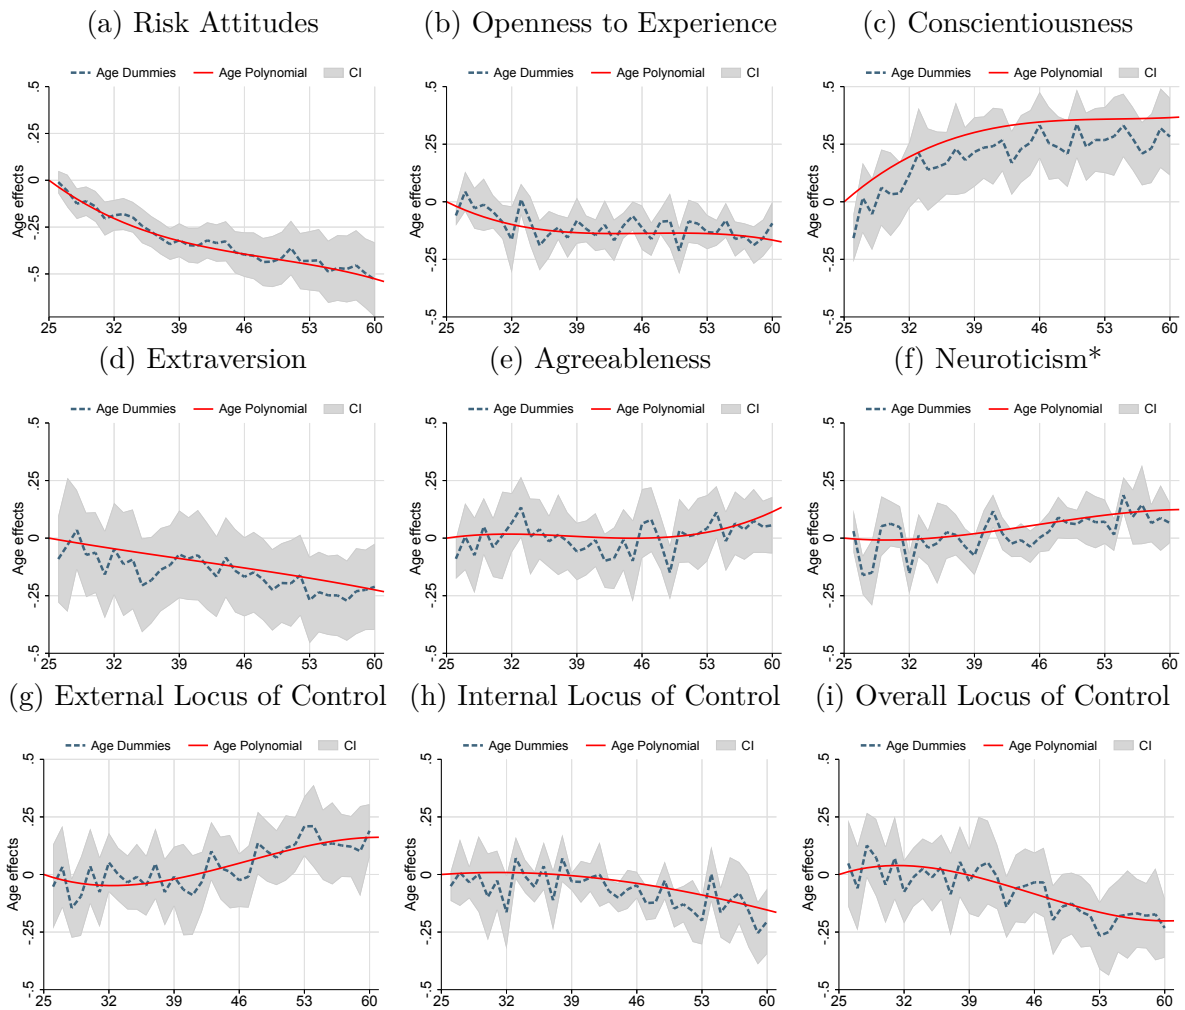 (a) Risk Attitudes (b) Openness to Experience (c) Conscientiousness
Age Dummies Age Polynomial CI Age Dummies Age Polynomial CI Age Dummies Age Polynomial CI
Age effects Age effects Age effects
.5 .5 .5
.25 .25 .25
0 0 0
-.25 -.25 -.25
-.5 -.5 -.5
25 32 39 46 53 60 25 32 39 46 53 60 25 32 39 46 53 60
(d) Extraversion (e) Agreeableness (f) Neuroticism*
Age Dummies Age Polynomial CI Age Dummies Age Polynomial CI Age Dummies Age Polynomial CI
Age effects Age effects Age effects
.5 .5 .5
.25 .25 .25
0 0 0
-.25 -.25 -.25
-.5 -.5 -.5
25 32 39 46 53 60 25 32 39 46 53 60 25 32 39 46 53 60
(g) External Locus of Control (h) Internal Locus of Control (i) Overall Locus of Control
Age Dummies Age Polynomial CI Age Dummies Age Polynomial CI Age Dummies Age Polynomial CI
Age effects Age effects Age effects
.5 .5 .5
.25 .25 .25
0 0 0
-.25 -.25 -.25
-.5 -.5 -.5
25 32 39 46 53 60 25 32 39 46 53 60 25 32 39 46 53 60